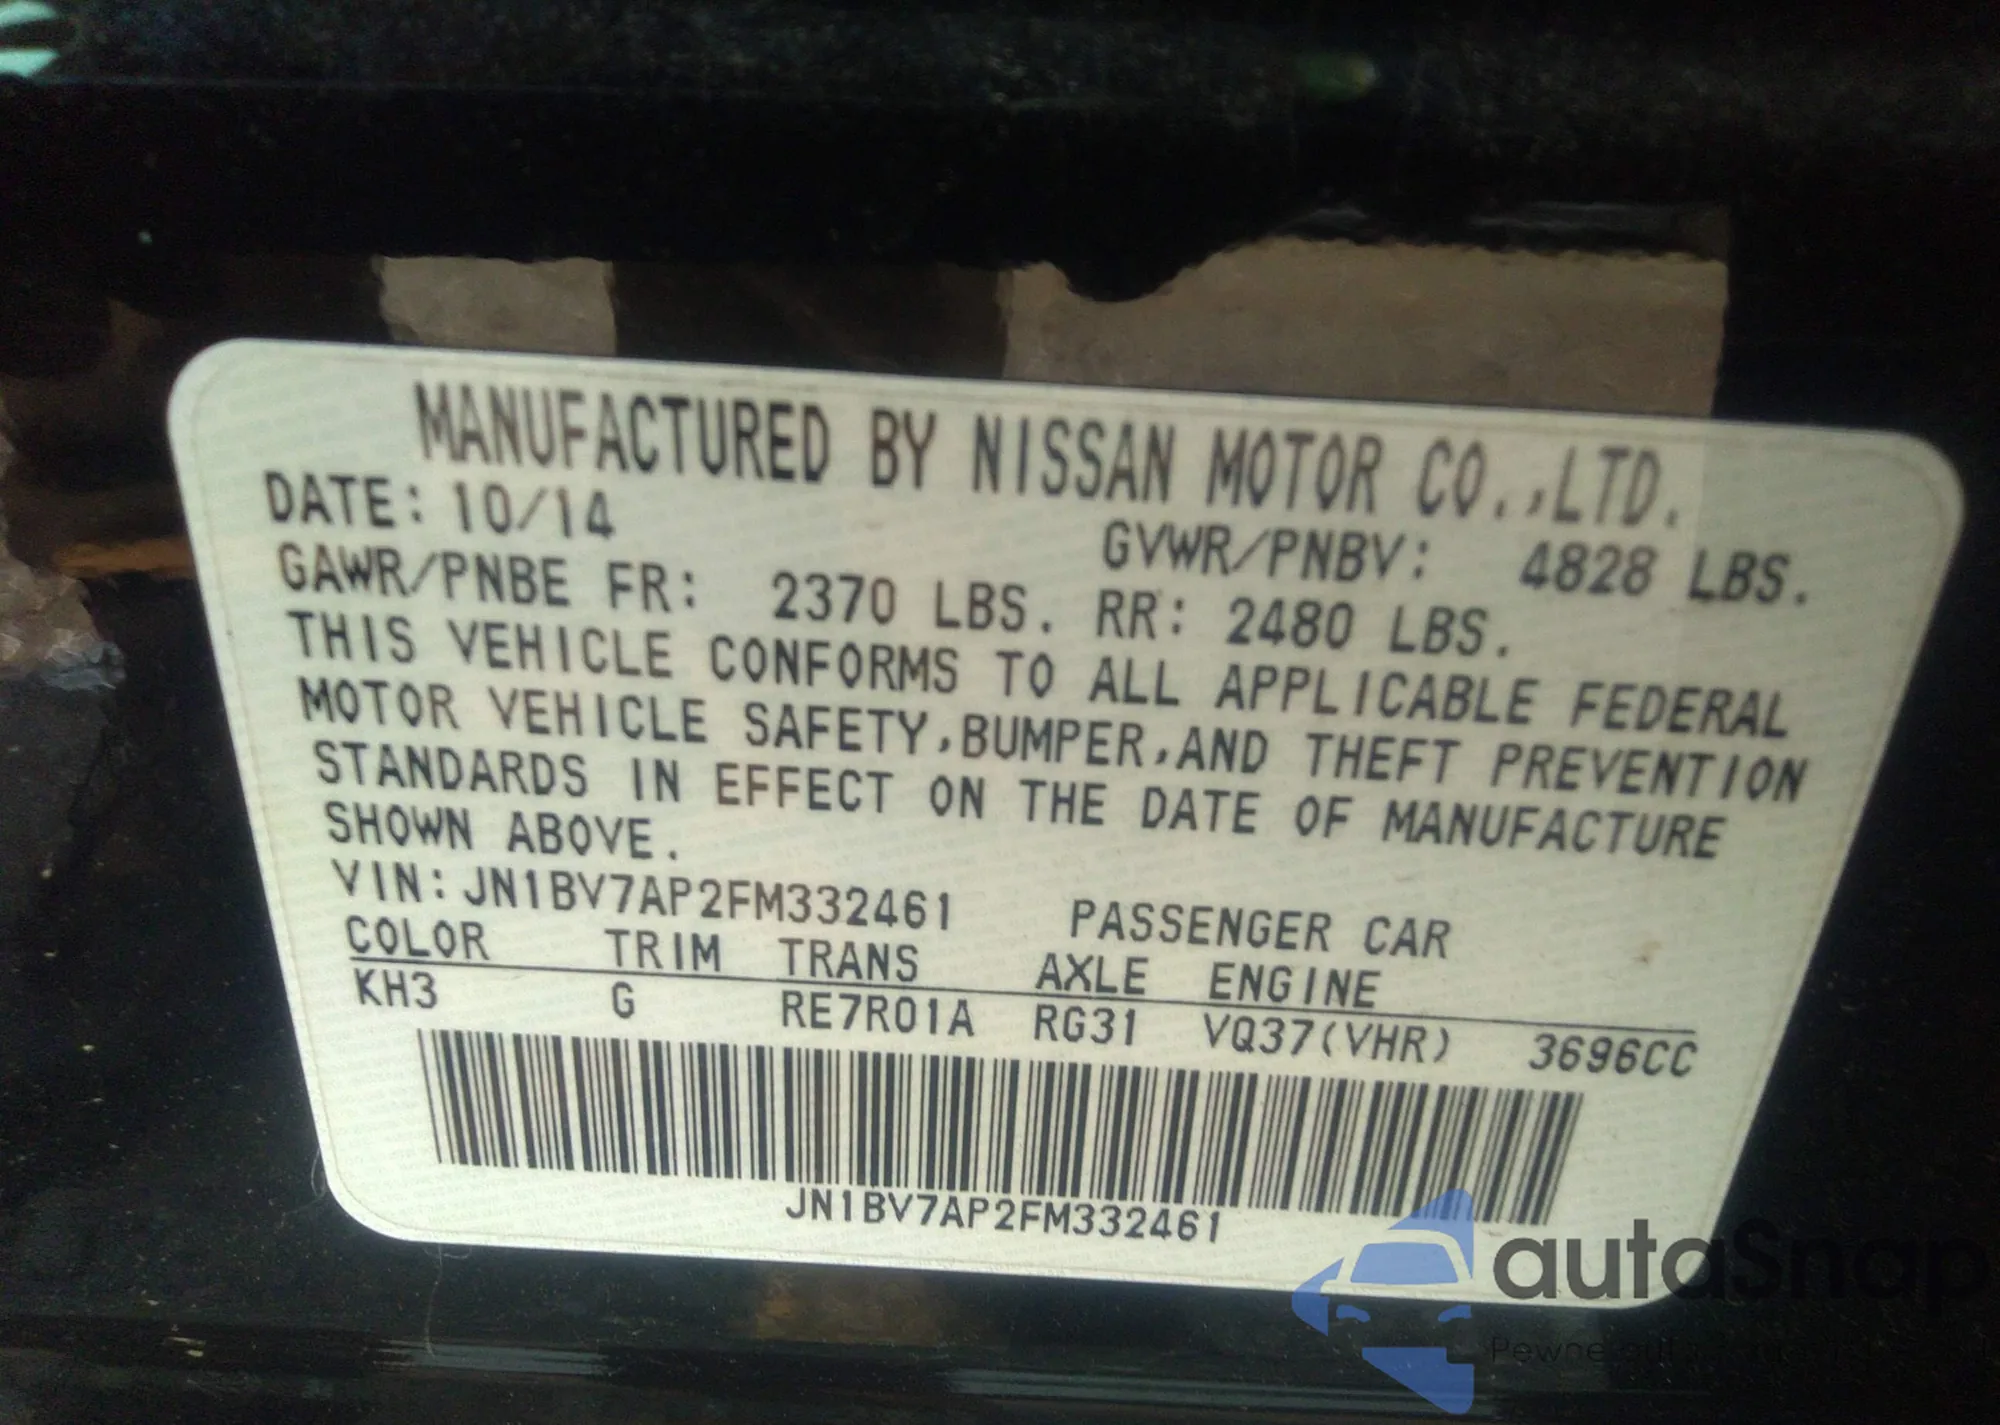 MANUFACTURED BY NISSAN MOTOR CO.,LTD.
DATE: 10/14 GVWR/PNBV: 4828 LBS.
GAWR/PNBE FR: 2370 LBS. RR: 2480 LBS.
THIS VEHICLE CONFORMS TO ALL APPLICABLE FEDERAL
MOTOR VEHICLE SAFETY,BUMPER,AND THEFT PREVENTION
STANDARDS IN EFFECT ON THE DATE OF MANUFACTURE
SHOWN ABOVE.
VIN: JN1BV7AP2FM332461 PASSENGER CAR
COLOR TRIM TRANS AXLE ENGINE
KH3 G RE7R01A RG31 VQ37(VHR) 3696CC
JN1BV7AP2FM332461
autaSnap
Pewne